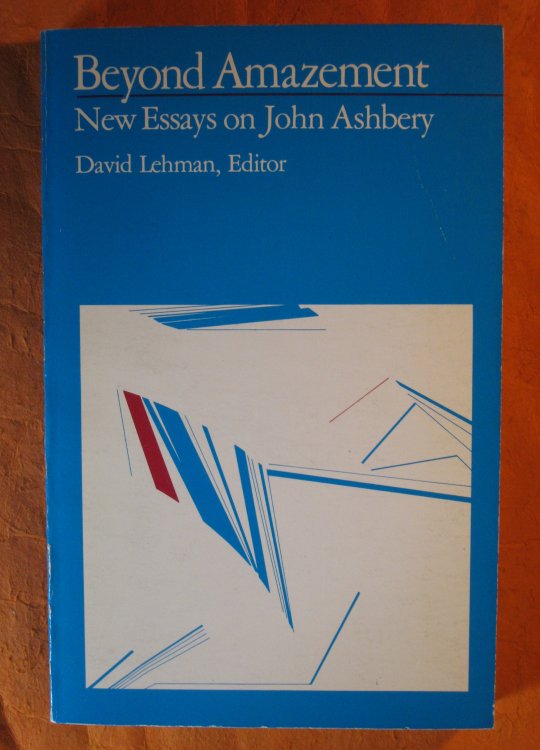 Beyond Amazement
New Essays on John Ashbery
David Lehman, Editor